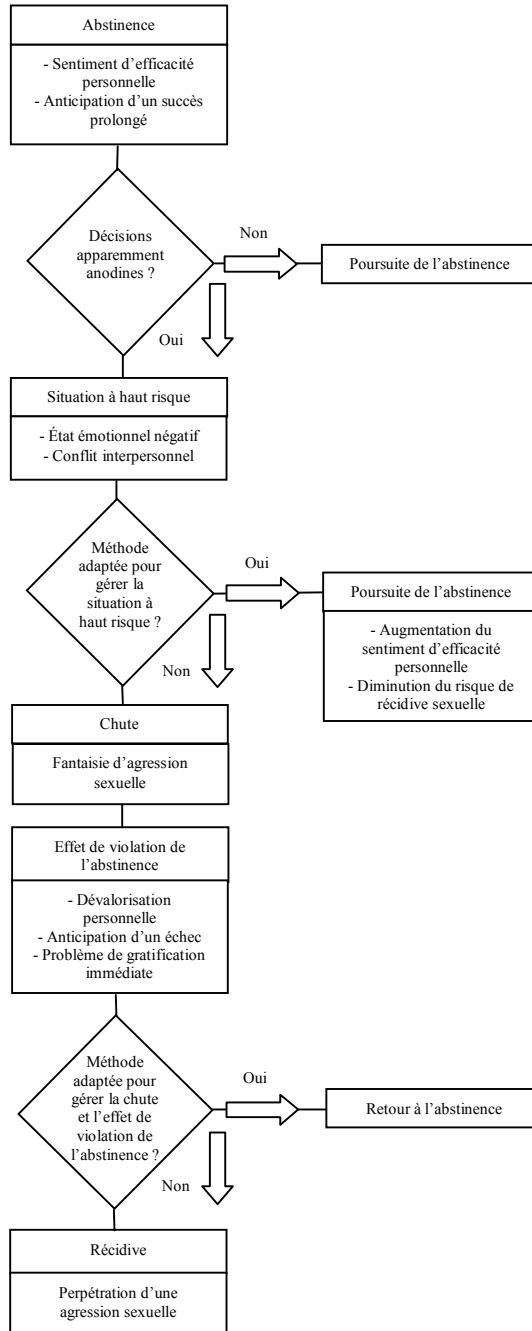 Abstinence
- Sentiment d’efficacité
personnelle
- Anticipation d’un succès
prolongé
Décisions
apparemment
anodines ?
Non
Poursuite de l’abstinence
Oui
Situation à haut risque
- État émotionnel négatif
- Conflit interpersonnel
Méthode
adaptée pour
gérer la
situation à
haut risque ?
Oui
Poursuite de l’abstinence
- Augmentation du
sentiment d’efficacité
personnelle
- Diminution du risque de
récidive sexuelle
Non
Chute
Fantaisie d’agression
sexuelle
Effet de violation de
l’abstinence
- Dévalorisation
personnelle
- Anticipation d’un échec
- Problème de gratification
immédiate
Méthode
adaptée pour
gérer la chute
et l’effet de
violation de
l’abstinence ?
Oui
Retour à l’abstinence
Non
Récidive
Perpétration d’une
agression sexuelle